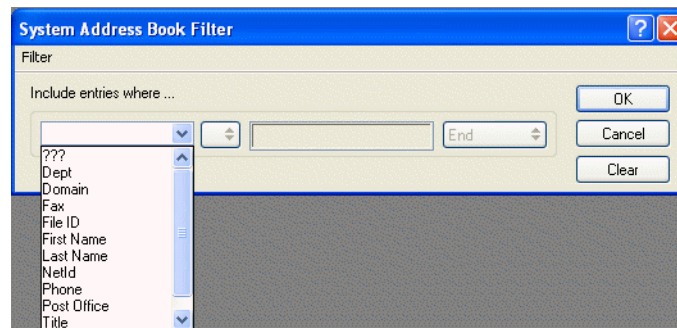 System Address Book Filter
Filter
Include entries where ...
OK
End
Cancel
Clear
???
Dept
Domain
Fax
File ID
First Name
Last Name
NetId
Phone
Post Office
Title